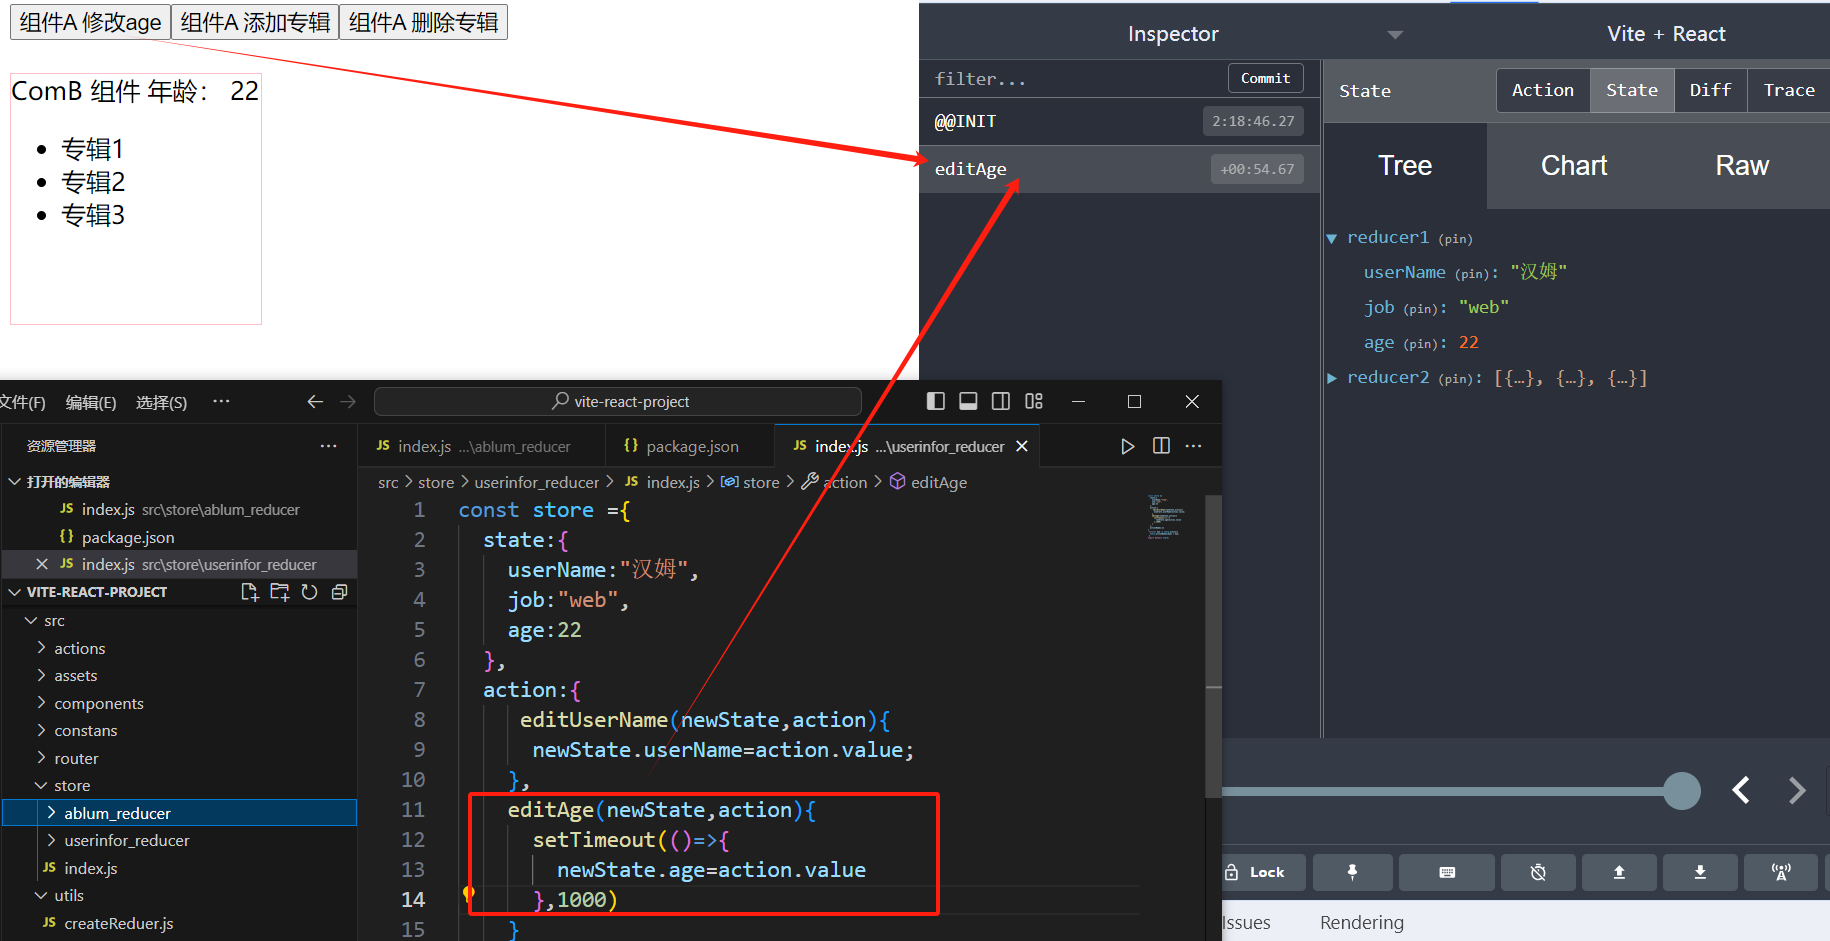 组件A 修改age 组件A 添加专辑 组件A 删除专辑
ComB 组件 年龄： 22
专辑1
专辑2
专辑3
Inspector
Vite + React
filter...
Commit
@@INIT
2:18:46.27
editAge
+00:54.67
State
Action State Diff Trace
Tree Chart Raw
reducer1 (pin)
userName (pin): "汉姆"
job (pin): "web"
age (pin): 22
reducer2 (pin): [{…}, {…}, {…}]
Lock
Issues
Rendering
文件(F) 编辑(E) 选择(S) ···
vite-react-project
资源管理器 ···
打开的编辑器
JS index.js src\store\ablum_reducer
{} package.json
JS index.js src\store\userinfor_reducer
VITE-REACT-PROJECT
src
actions
assets
components
constans
router
store
ablum_reducer
userinfor_reducer
JS index.js
utils
JS createReduer.js
JS index.js ...\ablum_reducer
{} package.json
JS index.js ...\userinfor_reducer
src > store > userinfor_reducer > JS index.js > store > action > editAge
1 const store ={
2 state:{
3 userName:"汉姆",
4 job:"web",
5 age:22
6 },
7 action:{
8 editUserName(newState,action){
9 newState.userName=action.value;
10 },
11 editAge(newState,action){
12 setTimeout(()=>{
13 newState.age=action.value
14 },1000)
15 }